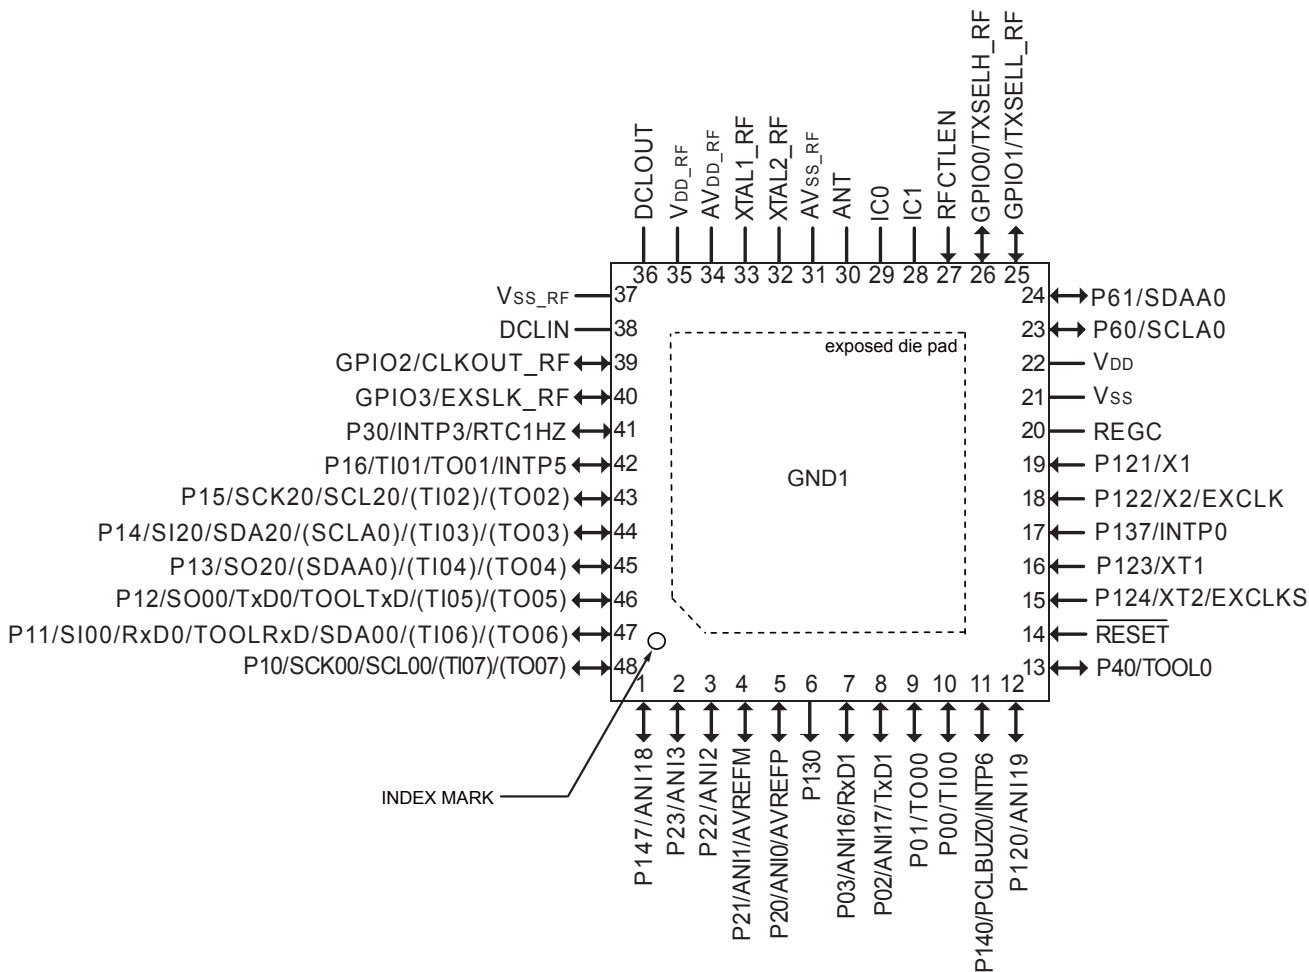 DCLOUT
VDD_RF
AVDD_RF
XTAL1_RF
XTAL2_RF
AVSS_RF
ANT
IC0
IC1
RFCTLEN
GPIO0/TXSELH_RF
GPIO1/TXSELL_RF
36 35 34 33 32 31 30 29 28 27 26 25
VSS_RF 37
DCLIN 38
GPIO2/CLKOUT_RF 39
GPIO3/EXSLK_RF 40
P30/INTP3/RTC1HZ 41
P16/TI01/TO01/INTP5 42
P15/SCK20/SCL20/(TI02)/(TO02) 43
P14/SI20/SDA20/(SCLA0)/(TI03)/(TO03) 44
P13/SO20/(SDAA0)/(TI04)/(TO04) 45
P12/SO00/TxD0/TOOLTxD/(TI05)/(TO05) 46
P11/SI00/RxD0/TOOLRxD/SDA00/(TI06)/(TO06) 47
P10/SCK00/SCL00/(TI07)/(TO07) 48
exposed die pad
GND1
24 P61/SDAA0
23 P60/SCLA0
22 VDD
21 VSS
20 REGC
19 P121/X1
18 P122/X2/EXCLK
17 P137/INTP0
16 P123/XT1
15 P124/XT2/EXCLKS
14 RESET
13 P40/TOOL0
1 2 3 4 5 6 7 8 9 10 11 12
P147/ANI18
P23/ANI3
P22/ANI2
P21/ANI1/AVREFM
P20/ANI0/AVREFP
P130
P03/ANI16/RxD1
P02/ANI17/TxD1
P01/TO00
P00/TI00
P140/PCLBUZ0/INTP6
P120/ANI19
INDEX MARK